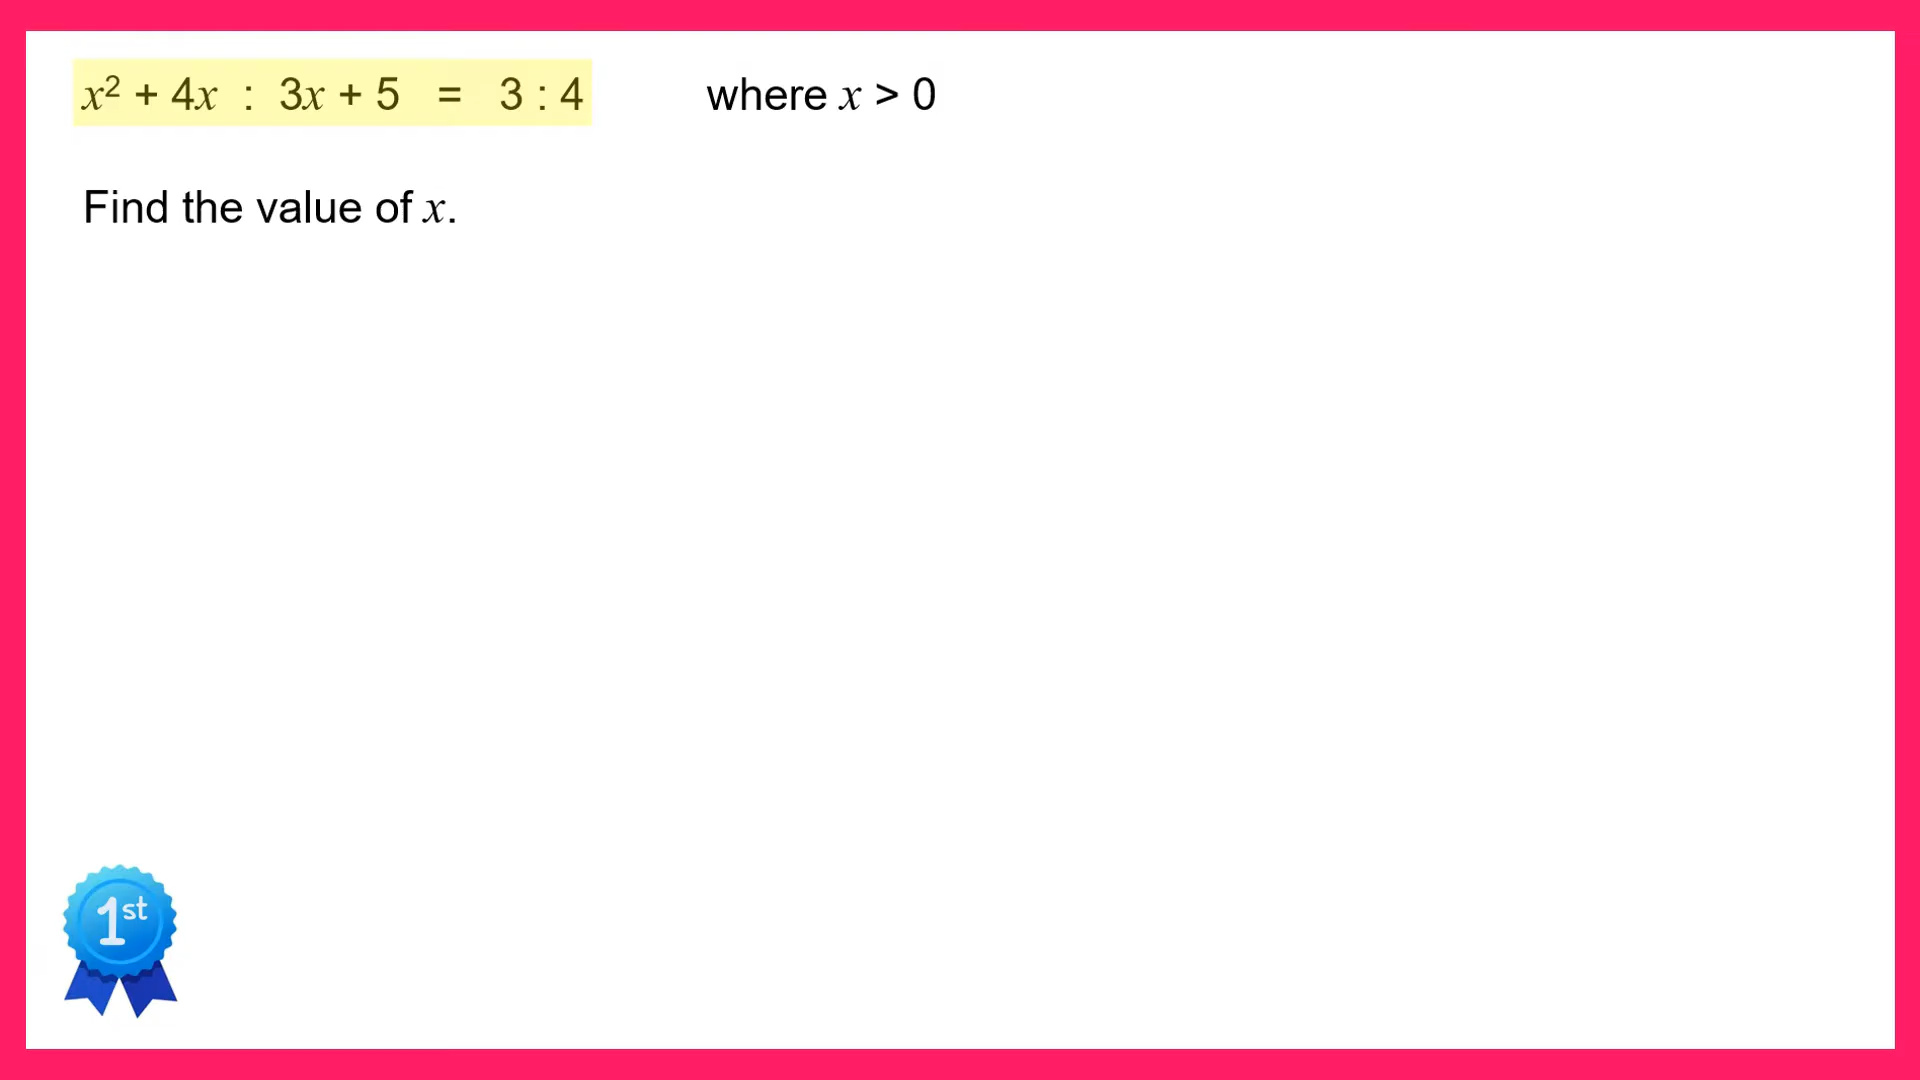 x² + 4x : 3x + 5 = 3 : 4 where x > 0
Find the value of x.
1st